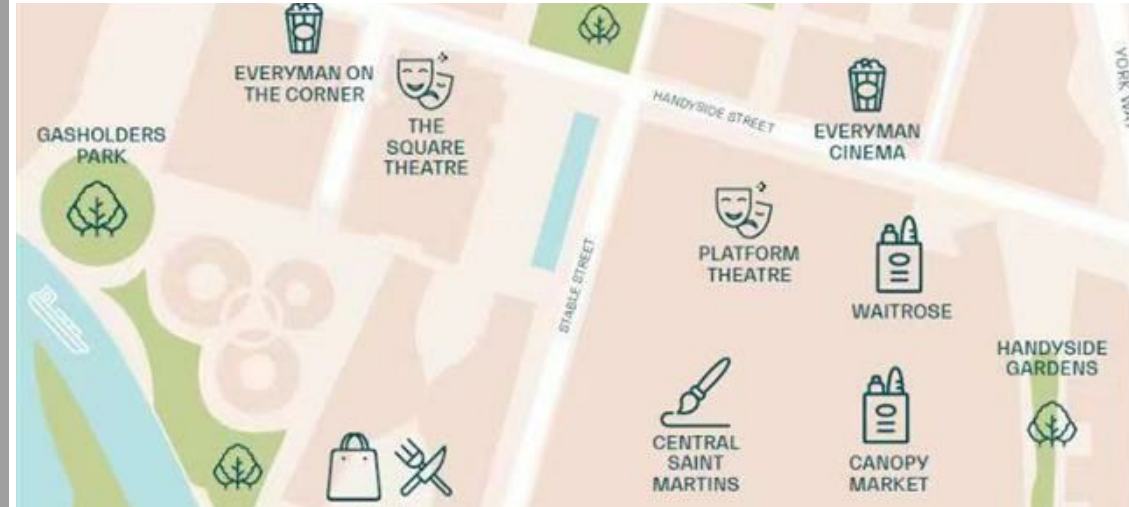 EVERYMAN ON
THE CORNER
THE
SQUARE
THEATRE
GASHOLDERS
PARK
HANDYSIDE STREET
EVERYMAN
CINEMA
YORK WAY
PLATFORM
THEATRE
STABLE STREET
WAITROSE
HANDYSIDE
GARDENS
CENTRAL
SAINT
MARTINS
CANOPY
MARKET